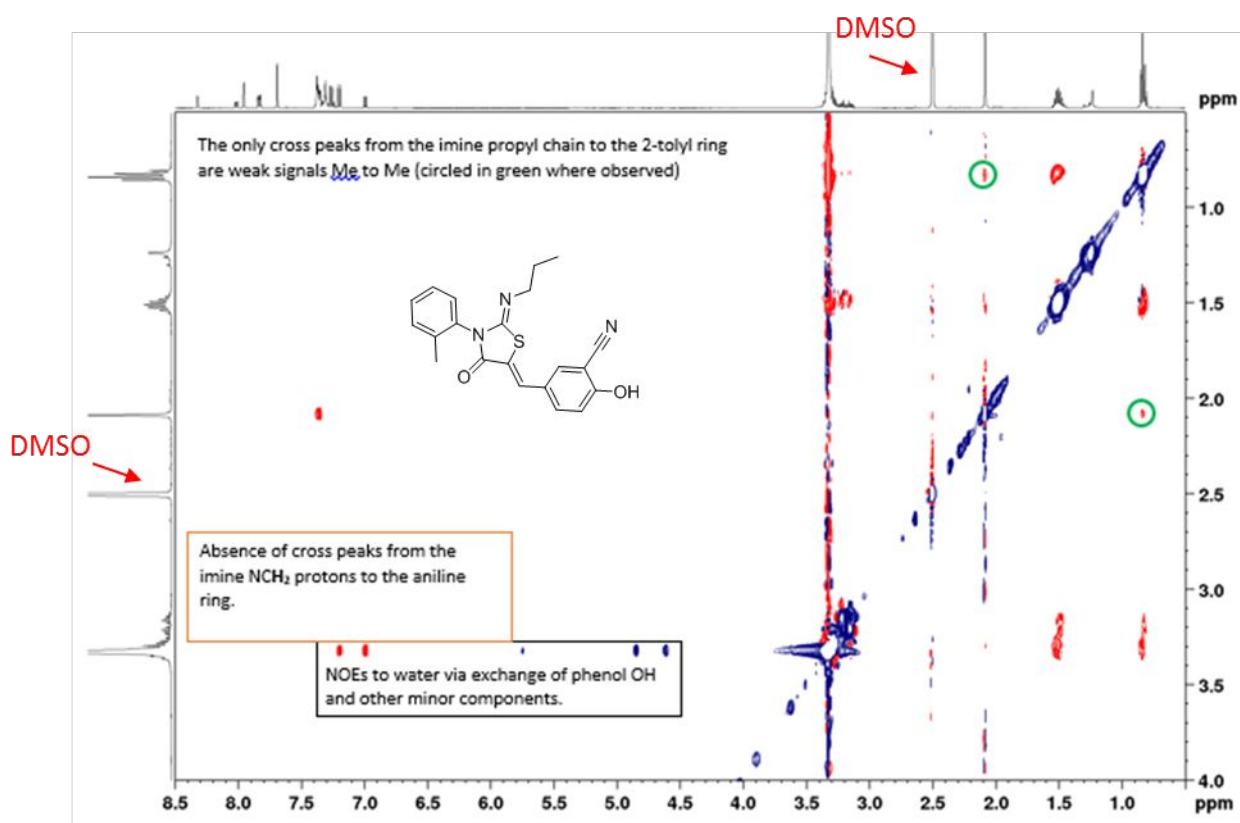 DMSO
ppm
The only cross peaks from the imine propyl chain to the 2-tolyl ring
are weak signals Me to Me (circled in green where observed)
1.0
N
N
N
S
O
OH
1.5
2.0
DMSO
2.5
Absence of cross peaks from the
imine NCH₂ protons to the aniline
ring.
3.0
NOEs to water via exchange of phenol OH
and other minor components.
3.5
4.0
8.5 8.0 7.5 7.0 6.5 6.0 5.5 5.0 4.5 4.0 3.5 3.0 2.5 2.0 1.5 1.0 ppm